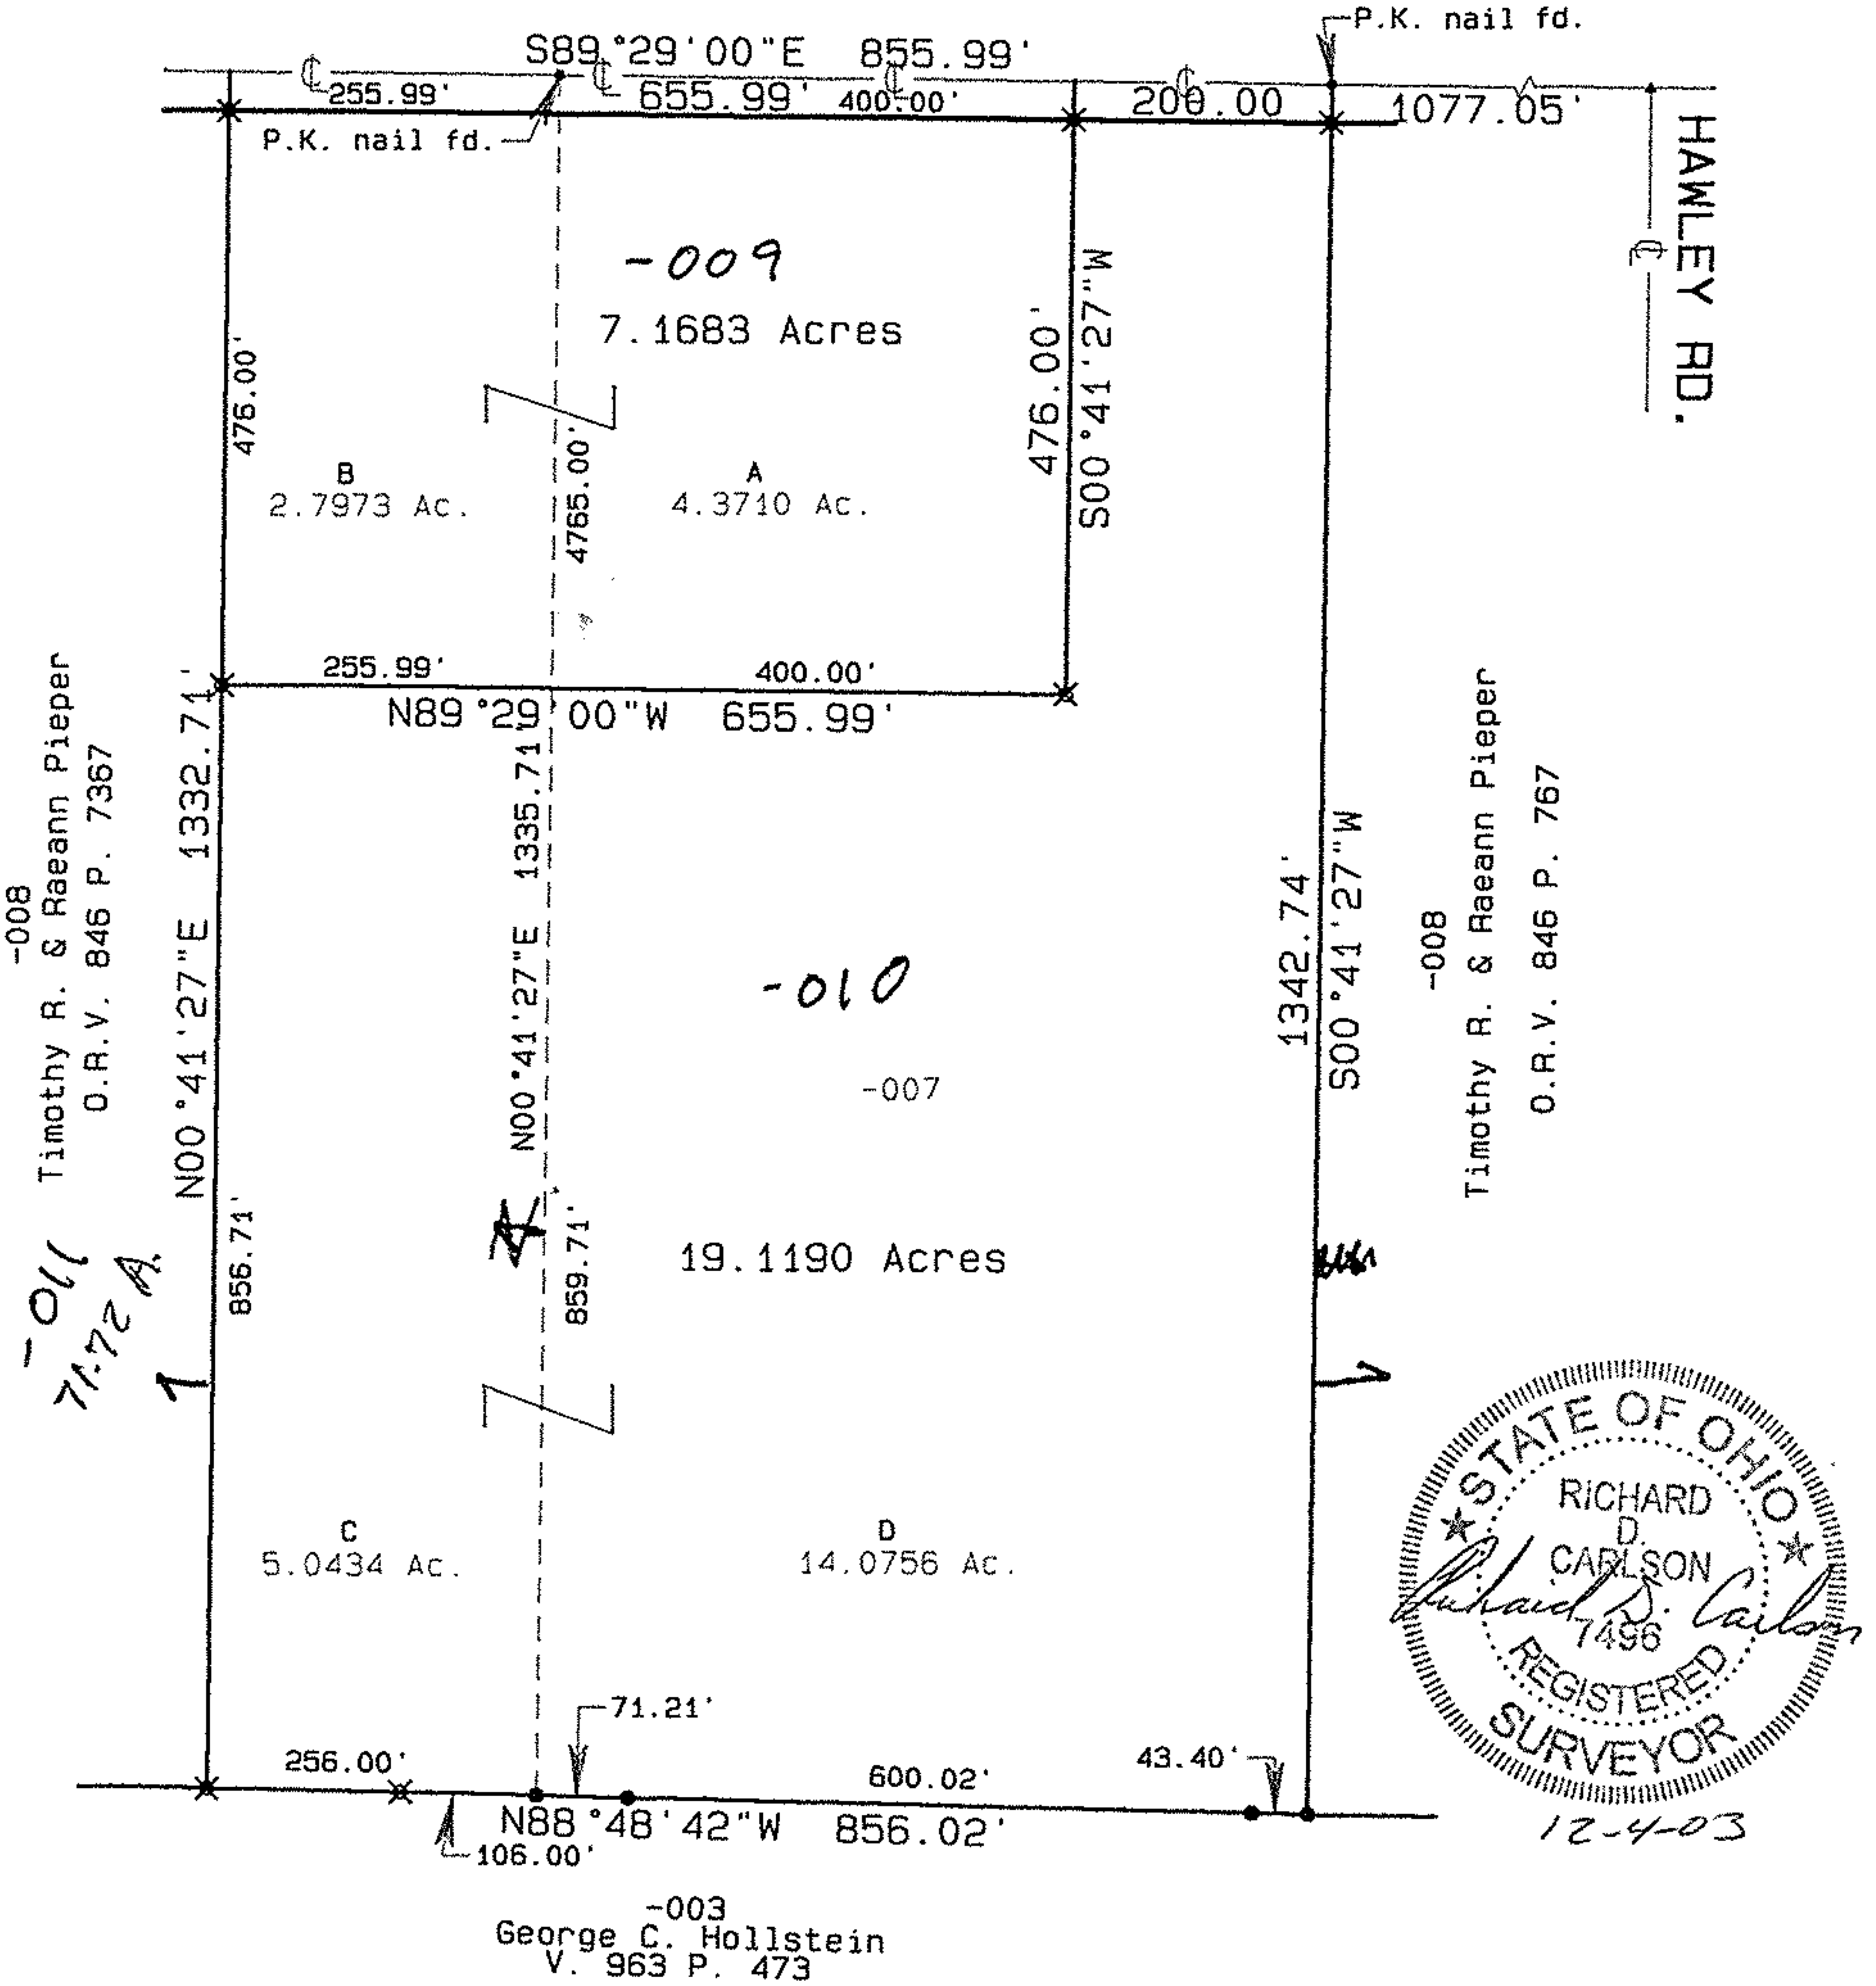 P.K. nail fd.
S89°29'00"E 855.99'
℄ ℄ ℄ ℄
255.99' 655.99' 400.00' 200.00 1077.05'
P.K. nail fd.
HAWLEY RD.
℄
-009
7.1683 Acres
476.00'
4765.00'
476.00'
S00°41'27"W
B
2.7973 Ac.
A
4.3710 Ac.
255.99' 400.00'
N89°29'00"W 655.99'
-008
Timothy R. & Raeann Pieper
O.R.V. 846 P. 7367
N00°41'27"E 1332.71'
N00°41'27"E 1335.71'
1342.74'
S00°41'27"W
-008
Timothy R. & Raeann Pieper
O.R.V. 846 P. 767
-010
-007
19.1190 Acres
856.71'
859.71'
-011
71.72 A.
C
5.0434 Ac.
D
14.0756 Ac.
STATE OF OHIO
RICHARD
D.
CARLSON
Richard D. Carlson
7496
REGISTERED
SURVEYOR
12-4-03
71.21'
256.00' 600.02' 43.40'
N88°48'42"W 856.02'
106.00'
-003
George C. Hollstein
V. 963 P. 473